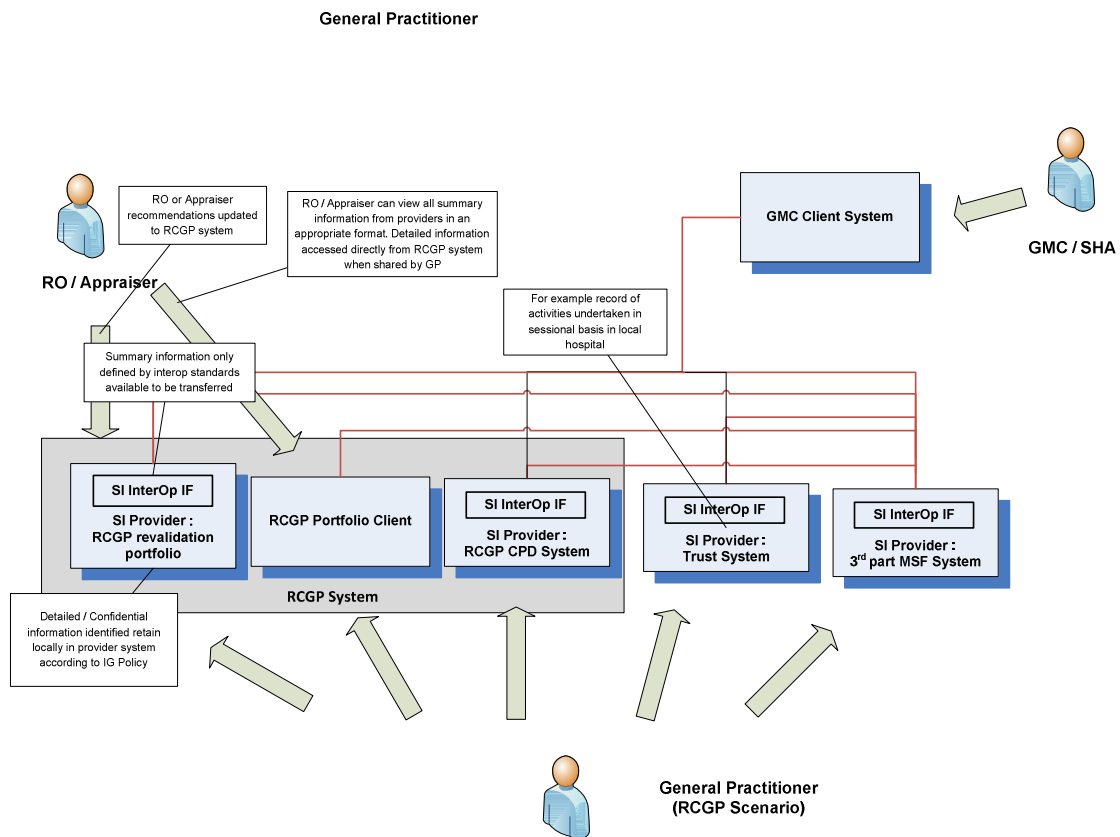 General Practitioner
RO or Appraiser
recommendations updated
to RCGP system
RO / Appraiser can view all summary
information from providers in an
appropriate format. Detailed information
accessed directly from RCGP system
when shared by GP
GMC Client System
GMC / SHA
RO / Appraiser
For example record of
activities undertaken in
sessional basis in local
hospital
Summary information only
defined by interop standards
available to be transferred
SI InterOp IF
SI Provider :
RCGP revalidation
portfolio
RCGP Portfolio Client
SI InterOp IF
SI Provider:
RCGP CPD System
SI InterOp IF
SI Provider :
Trust System
SI InterOp IF
SI Provider :
3rd part MSF System
RCGP System
Detailed / Confidential
information identified retain
locally in provider system
according to IG Policy
General Practitioner
(RCGP Scenario)